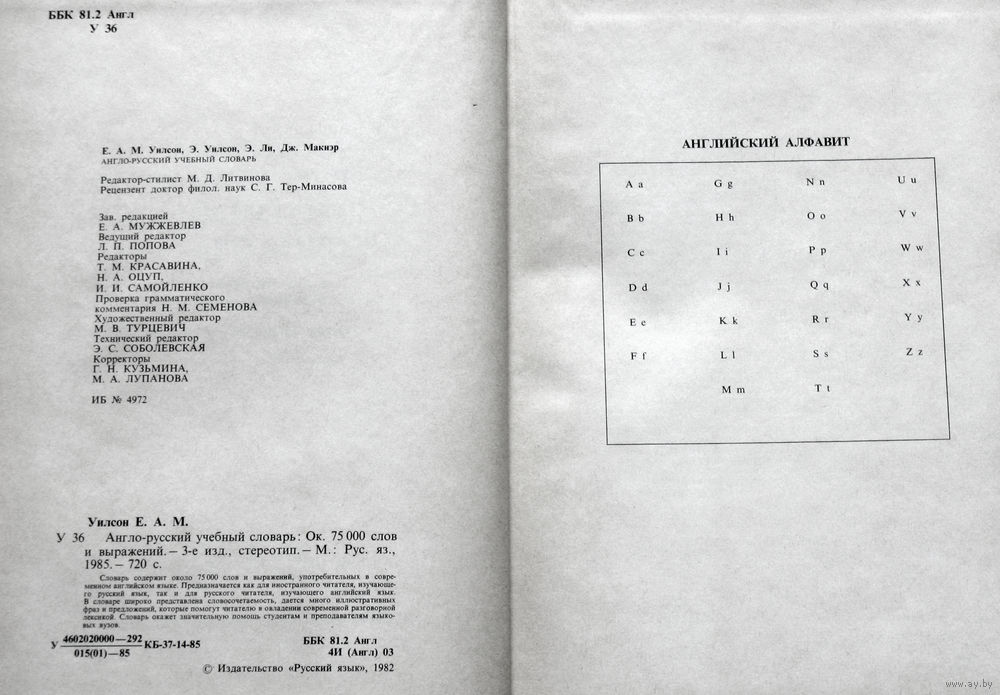 ББК 81.2 Англ
У 36
Е. А. М. Уилсон, Э. Уилсон, Э. Ли, Дж. Макнэр
АНГЛО-РУССКИЙ УЧЕБНЫЙ СЛОВАРЬ
Редактор-стилист М. Д. Литвинова
Рецензент доктор филол. наук С. Г. Тер-Минасова
Зав. редакцией
Е. А. МУЖЖЕВЛЕВ
Ведущий редактор
Л. П. ПОПОВА
Редакторы
Т. М. КРАСАВИНА,
Н. А. ОЦУП,
И. И. САМОЙЛЕНКО
Проверка грамматического
комментария Н. М. СЕМЕНОВА
Художественный редактор
М. В. ТУРЦЕВИЧ
Технический редактор
Э. С. СОБОЛЕВСКАЯ
Корректоры
Г. Н. КУЗЬМИНА,
М. А. ЛУПАНОВА
ИБ № 4972
Уилсон Е. А. М.
У 36 Англо-русский учебный словарь: Ок. 75 000 слов
и выражений.— 3-е изд., стереотип.— М.: Рус. яз.,
1985.— 720 с.
Словарь содержит около 75 000 слов и выражений, употребительных в совре-
менном английском языке. Предназначается как для иностранного читателя, изучающе-
го русский язык, так и для русского читателя, изучающего английский язык.
В словаре широко представлена словосочетаемость, дается много иллюстративных
фраз и предложений, которые помогут читателю в овладении современной разговорной
лексикой. Словарь окажет значительную помощь студентам и преподавателям языко-
вых вузов.
У 4602020000—292 КБ-37-14-85
015(01)—85
ББК 81.2 Англ
4И (Англ) 03
© Издательство «Русский язык», 1982
АНГЛИЙСКИЙ АЛФАВИТ
A a G g N n U u
B b H h O o V v
C c I i P p W w
D d J j Q q X x
E e K k R r Y y
F f L l S s Z z
M m T t
www.ay.by